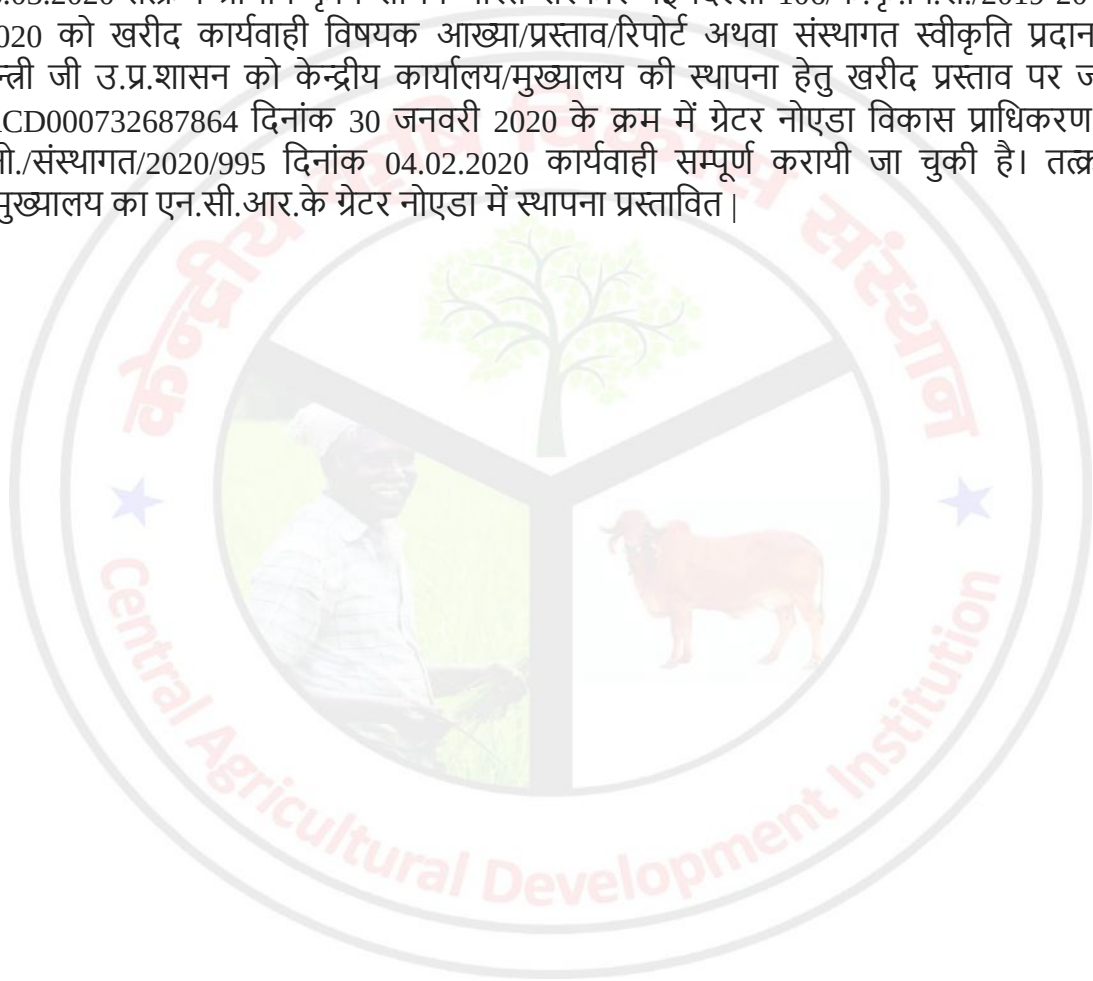 2020 को खरीद कार्यवाही विषयक आख्या/प्रस्ताव/रिपोर्ट अथवा संस्थागत स्वीकृति प्रदान
न्त्री जी उ.प्र.शासन को केन्द्रीय कार्यालय/मुख्यालय की स्थापना हेतु खरीद प्रस्ताव पर ज
CD000732687864 दिनांक 30 जनवरी 2020 के क्रम में ग्रेटर नोएडा विकास प्राधिकरण
ो./संस्थागत/2020/995 दिनांक 04.02.2020 कार्यवाही सम्पूर्ण करायी जा चुकी है। तत्क्र
मुख्यालय का एन.सी.आर.के ग्रेटर नोएडा में स्थापना प्रस्तावित |
केन्द्रीय कृषि विकास संस्थान
Central Agricultural Development Institution